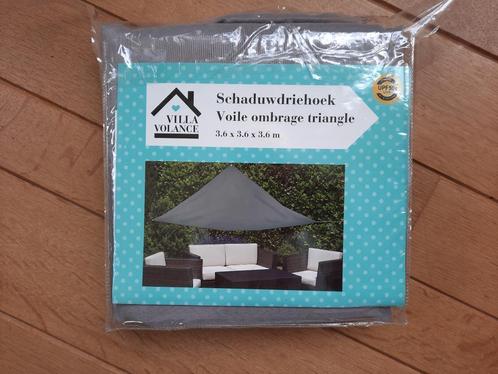 VILLA
VOLANCE
Schaduwdriehoek
Voile ombrage triangle
3.6 x 3.6 x 3.6 m